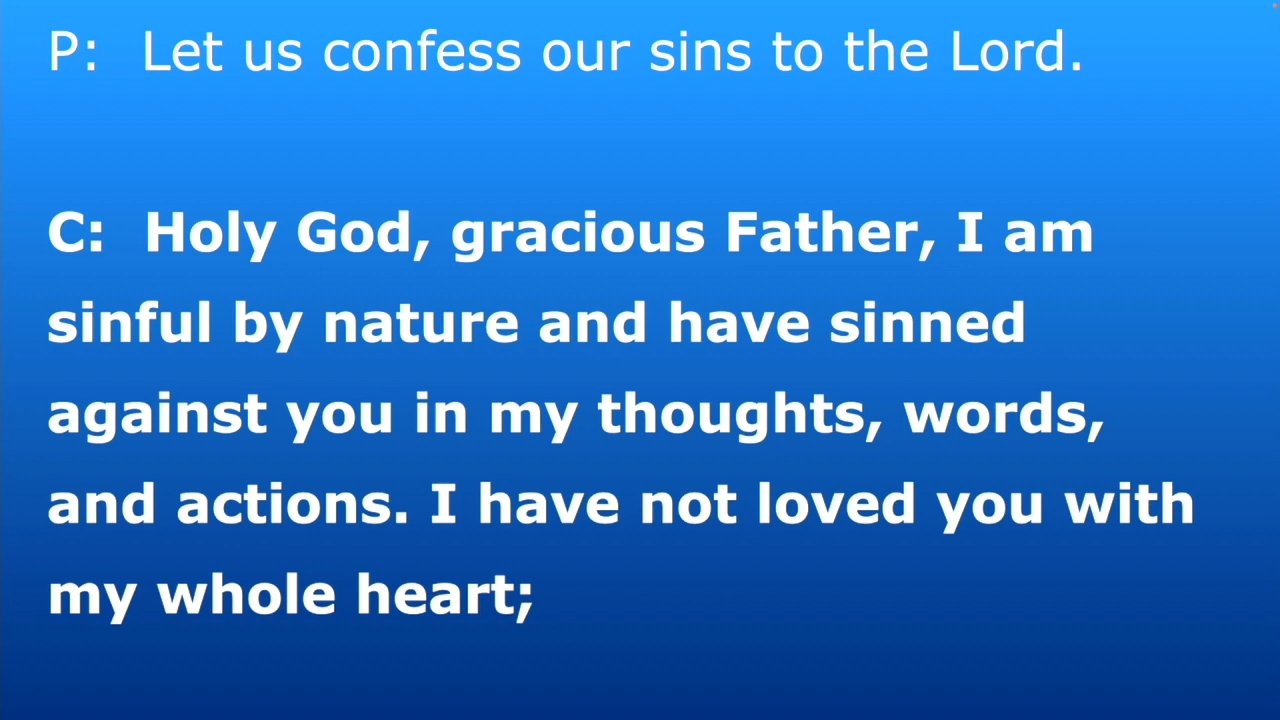 P: Let us confess our sins to the Lord.
C: Holy God, gracious Father, I am
sinful by nature and have sinned
against you in my thoughts, words,
and actions. I have not loved you with
my whole heart;